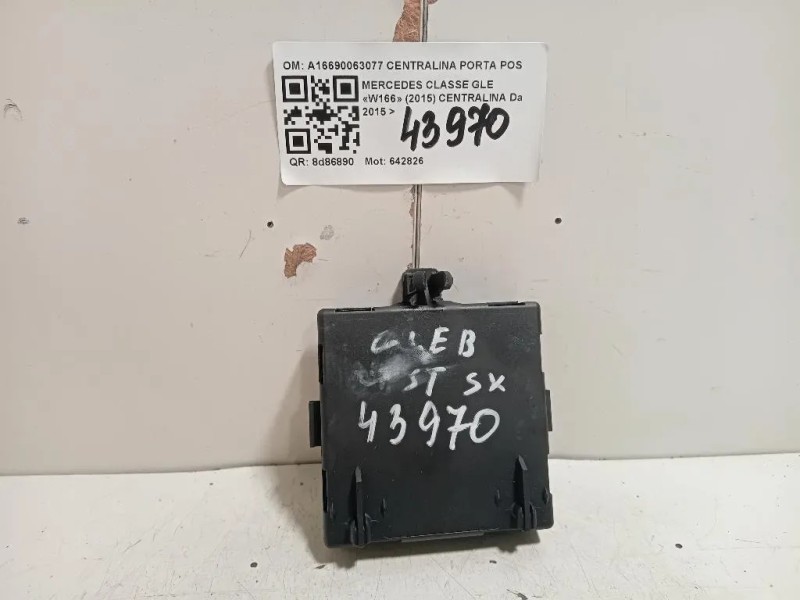 OM: A16690063077 CENTRALINA PORTA POS
MERCEDES CLASSE GLE
«W166» (2015) CENTRALINA Da
2015 >
43970
QR: 8d86890 Mot: 642826
GLEB
ST SX
43970